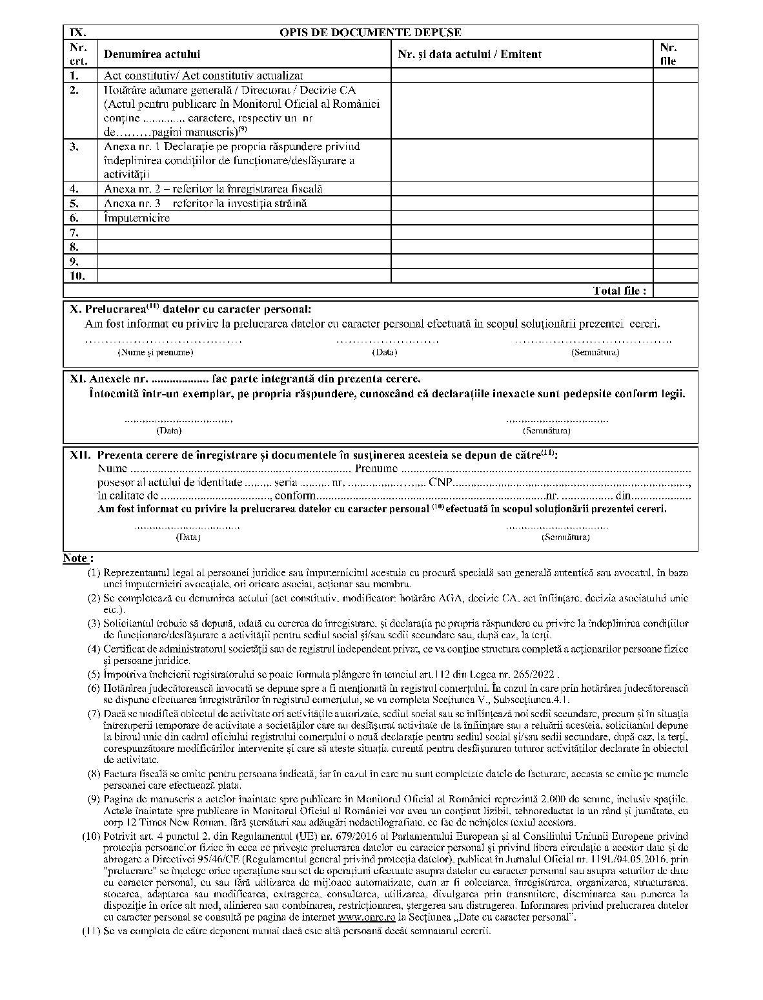 IX. OPIS DE DOCUMENTE DEPUSE
Nr. crt. Denumirea actului Nr. și data actului / Emitent Nr. file
1. Act constitutiv/ Act constitutiv actualizat
2. Hotărâre adunare generală / Directorat / Decizie CA
(Actul pentru publicare în Monitorul Oficial al României
conține ............. caractere, respectiv un nr
de………pagini manuscris)(9)
3. Anexa nr. 1 Declarație pe propria răspundere privind
îndeplinirea condițiilor de funcționare/desfășurare a
activității
4. Anexa nr. 2 – referitor la înregistrarea fiscală
5. Anexa nr. 3 – referitor la investiția străină
6. Împuternicire
7.
8.
9.
10.
Total file :
X. Prelucrarea(10) datelor cu caracter personal:
Am fost informat cu privire la prelucrarea datelor cu caracter personal efectuată în scopul soluționării prezentei cereri.
………………………………… ……………………. …………………………………
(Nume și prenume) (Data) (Semnătura)
XI. Anexele nr. ................... fac parte integrantă din prezenta cerere.
Întocmită într-un exemplar, pe propria răspundere, cunoscând că declarațiile inexacte sunt pedepsite conform legii.
.................................... ..................................
(Data) (Semnătura)
XII. Prezenta cerere de înregistrare și documentele în susținerea acesteia se depun de către(11):
Nume .......................................................................... Prenume .................................................................................................
posesor al actului de identitate ......... seria .......... nr. .................…….. CNP...............................................................................,
în calitate de ....................................., conform.............................................................................nr. ................. din....................
Am fost informat cu privire la prelucrarea datelor cu caracter personal (10) efectuată în scopul soluționării prezentei cereri.
................................... ..................................
(Data) (Semnătura)
Note :
(1) Reprezentantul legal al persoanei juridice sau împuternicitul acestuia cu procură specială sau generală autentică sau avocatul, în baza
unei împuterniciri avocațiale, ori oricare asociat, acționar sau membru.
(2) Se completează cu denumirea actului (act constitutiv, modificator: hotărâre AGA, decizie CA, act înființare, decizia asociatului unic
etc.).
(3) Solicitantul trebuie să depună, odată cu cererea de înregistrare, și declarația pe propria răspundere cu privire la îndeplinirea condițiilor
de funcționare/desfășurare a activității pentru sediul social și/sau sedii secundare sau, după caz, la terți.
(4) Certificat de administratorul societății sau de registrul independent privat, ce va conține structura completă a acționarilor persoane fizice
și persoane juridice.
(5) Împotriva încheierii registratorului se poate formula plângere în temeiul art.112 din Legea nr. 265/2022 .
(6) Hotărârea judecătorească invocată se depune spre a fi menționată în registrul comerțului. În cazul în care prin hotărârea judecătorească
se dispune efectuarea înregistrărilor în registrul comerțului, se va completa Secțiunea V., Subsecțiunea.4.1.
(7) Dacă se modifică obiectul de activitate ori activitățile autorizate, sediul social sau se înființează noi sedii secundare, precum și în situația
întreruperii temporare de activitate a societăților care au desfășurat activitate de la înființare sau a reluării acesteia, solicitantul depune
la biroul unic din cadrul oficiului registrului comerțului o nouă declarație pentru sediul social și/sau sedii secundare, după caz, la terți,
corespunzătoare modificărilor intervenite și care să ateste situația curentă pentru desfășurarea tuturor activităților declarate în obiectul
de activitate.
(8) Factura fiscală se emite pentru persoana indicată, iar în cazul în care nu sunt completate datele de facturare, aceasta se emite pe numele
persoanei care efectuează plata.
(9) Pagina de manuscris a actelor înaintate spre publicare în Monitorul Oficial al României reprezintă 2.000 de semne, inclusiv spațiile.
Actele înaintate spre publicare în Monitorul Oficial al României vor avea un conținut lizibil, tehnoredactat la un rând și jumătate, cu
corp 12 Times New Roman, fără ștersături sau adăugări nedactilografiate, ce fac de neînțeles textul acestora.
(10) Potrivit art. 4 punctul 2. din Regulamentul (UE) nr. 679/2016 al Parlamentului European și al Consiliului Uniunii Europene privind
protecția persoanelor fizice în ceea ce privește prelucrarea datelor cu caracter personal și privind libera circulație a acestor date și de
abrogare a Directivei 95/46/CE (Regulamentul general privind protecția datelor), publicat în Jurnalul Oficial nr. 119L/04.05.2016, prin
"prelucrare" se înțelege orice operațiune sau set de operațiuni efectuate asupra datelor cu caracter personal sau asupra seturilor de date
cu caracter personal, cu sau fără utilizarea de mijloace automatizate, cum ar fi colectarea, înregistrarea, organizarea, structurarea,
stocarea, adaptarea sau modificarea, extragerea, consultarea, utilizarea, divulgarea prin transmitere, diseminarea sau punerea la
dispoziție în orice alt mod, alinierea sau combinarea, restricționarea, ștergerea sau distrugerea. Informarea privind prelucrarea datelor
cu caracter personal se consultă pe pagina de internet www.onrc.ro la Secțiunea „Date cu caracter personal”.
(11) Se va completa de către deponent numai dacă este altă persoană decât semnatarul cererii.